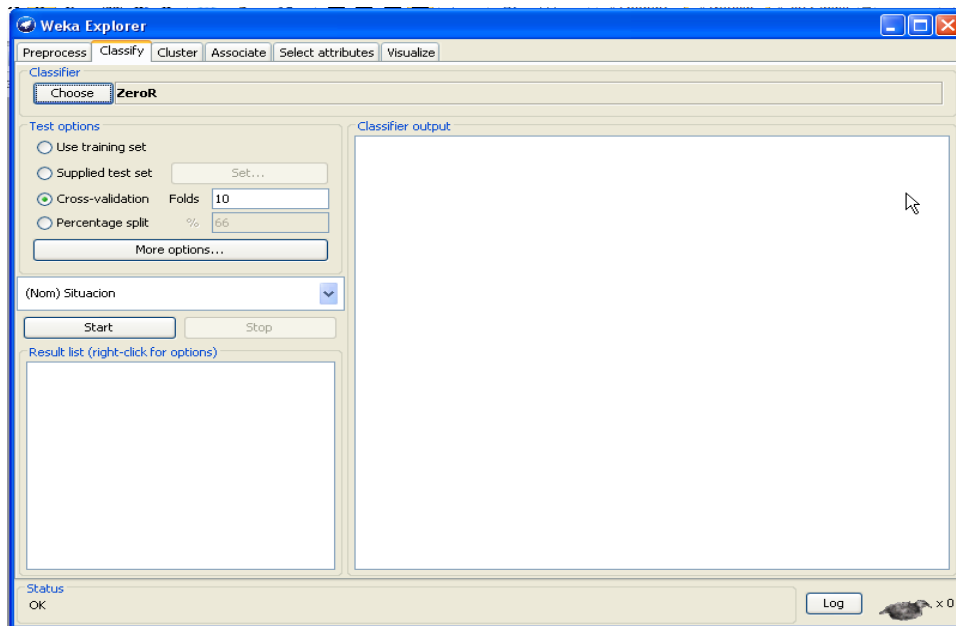 Weka Explorer
Preprocess Classify Cluster Associate Select attributes Visualize
Classifier
Choose ZeroR
Test options
Use training set
Supplied test set Set...
Cross-validation Folds 10
Percentage split % 66
More options...
(Nom) Situacion
Start Stop
Result list (right-click for options)
Classifier output
Status
OK
Log x 0